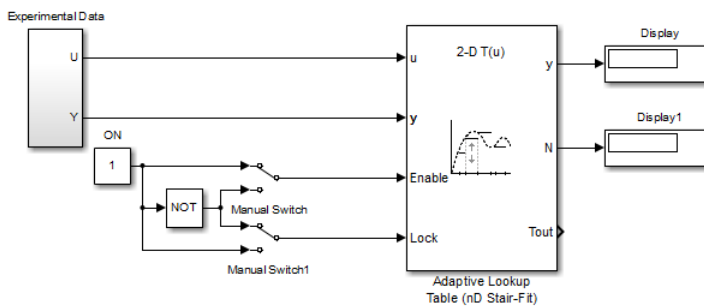 Experimental Data
U
Y
ON
1
NOT
Manual Switch
Manual Switch1
2-D T(u)
u
y
Enable
Lock
y
N
Tout
Adaptive Lookup
Table (nD Stair-Fit)
Display
Display1